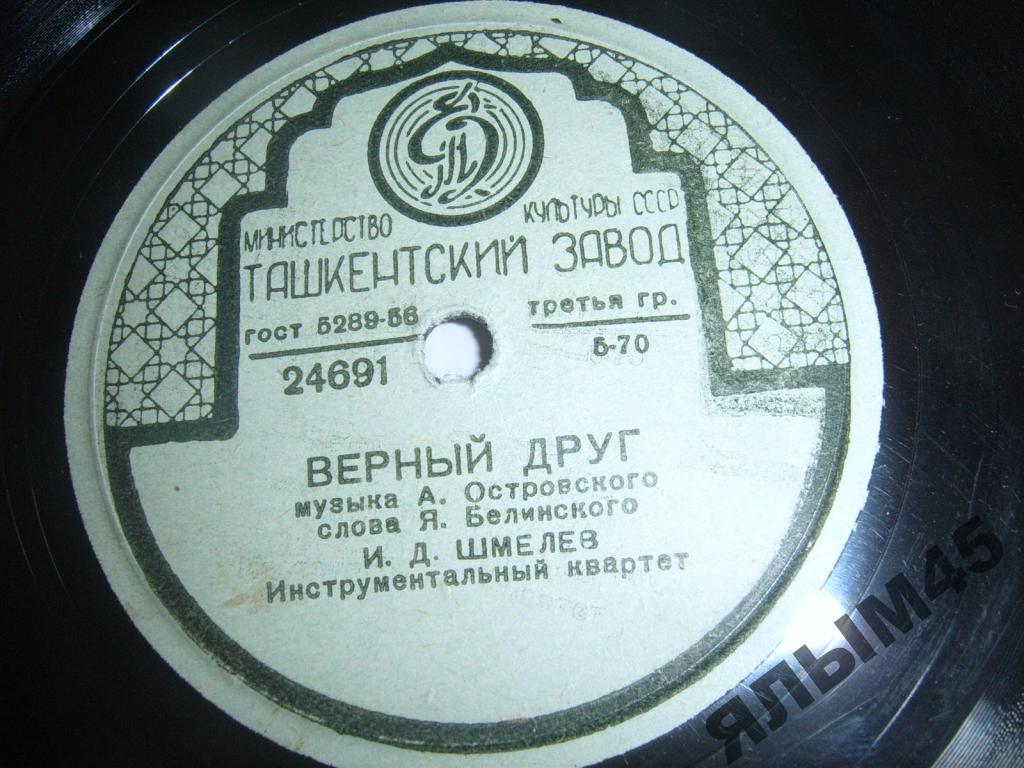 МИНИСТЕРСТВО КУЛЬТУРЫ СССР
ТАШКЕНТСКИЙ ЗАВОД
гост 5289-56 третья гр.
24691 Б-70
ВЕРНЫЙ ДРУГ
музыка А. Островского
слова Я. Белинского
И. Д. ШМЕЛЕВ
Инструментальный квартет
ЯЛЫМ45